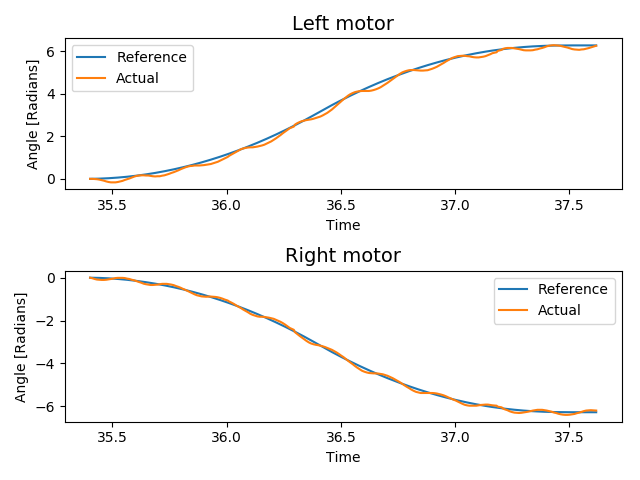 Left motor
Angle [Radians]
6
4
2
0
Reference
Actual
35.5 36.0 36.5 37.0 37.5
Time
Right motor
Angle [Radians]
0
−2
−4
−6
Reference
Actual
35.5 36.0 36.5 37.0 37.5
Time